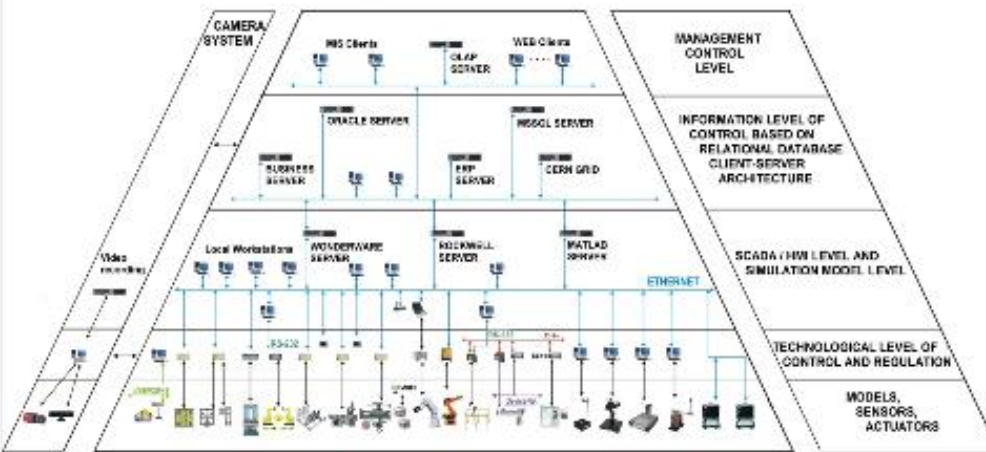 CAMERA
SYSTEM
MIS Clients
OLAP
SERVER
WEB Clients
MANAGEMENT
CONTROL
LEVEL
ORACLE SERVER
MSSQL SERVER
BUSINESS
SERVER
ERP
SERVER
CERN GRID
INFORMATION LEVEL OF
CONTROL BASED ON
RELATIONAL DATABASE
CLIENT-SERVER
ARCHITECTURE
Video
recording
Local Workstations
WONDERWARE
SERVER
ROCKWELL
SERVER
MATLAB
SERVER
ETHERNET
SCADA / HMI LEVEL AND
SIMULATION MODEL LEVEL
TECHNOLOGICAL LEVEL OF
CONTROL AND REGULATION
MODELS,
SENSORS,
ACTUATORS